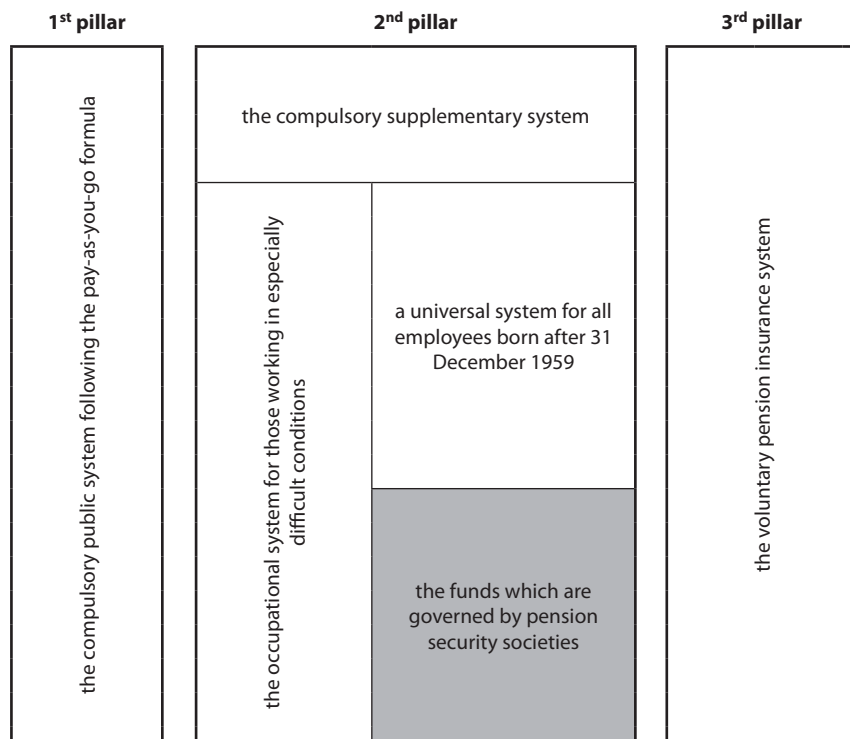 1st pillar
2nd pillar
3rd pillar
the compulsory public system following the pay-as-you-go formula
the compulsory supplementary system
the occupational system for those working in especially
difficult conditions
a universal system for all
employees born after 31
December 1959
the funds which are
governed by pension
security societies
the voluntary pension insurance system